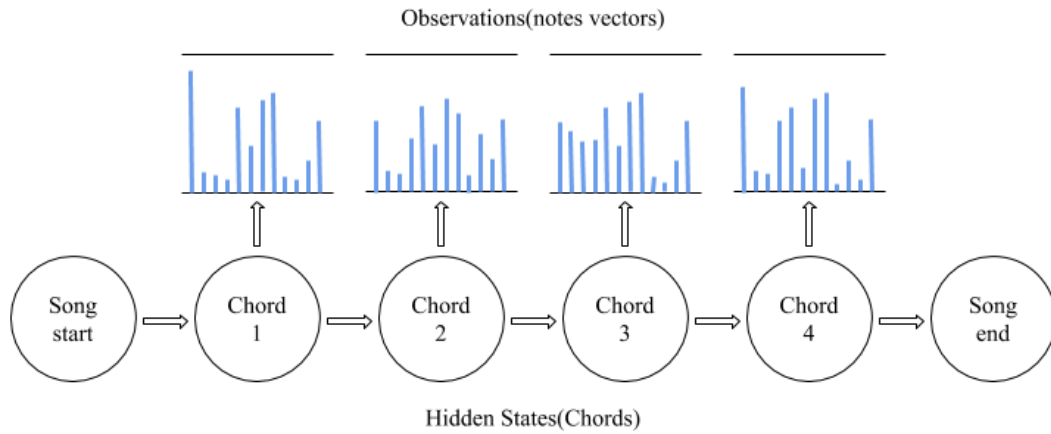 Observations(notes vectors)
Song
start
Chord
1
Chord
2
Chord
3
Chord
4
Song
end
Hidden States(Chords)